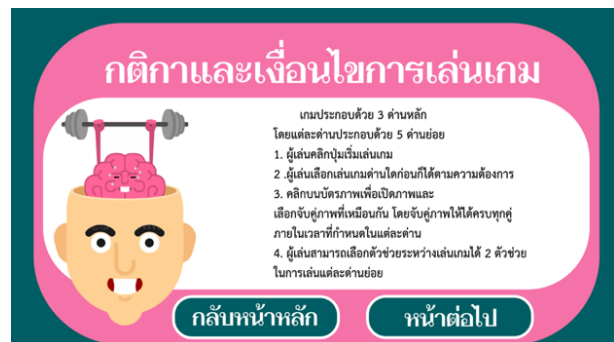 กติกาและเงื่อนไขการเล่นเกม
เกมประกอบด้วย 3 ด่านหลัก
โดยแต่ละด่านประกอบด้วย 5 ด่านย่อย
1. ผู้เล่นคลิกปุ่มเริ่มเล่นเกม
2 .ผู้เล่นเลือกเล่นเกมด่านใดก่อนก็ได้ตามความต้องการ
3. คลิกบนบัตรภาพเพื่อเปิดภาพและ
เลือกจับคู่ภาพที่เหมือนกัน โดยจับคู่ภาพให้ได้ครบทุกคู่
ภายในเวลาที่กำหนดในแต่ละด่าน
4. ผู้เล่นสามารถเลือกตัวช่วยระหว่างเล่นเกมได้ 2 ตัวช่วย
ในการเล่นแต่ละด่านย่อย
กลับหน้าหลัก
หน้าต่อไป